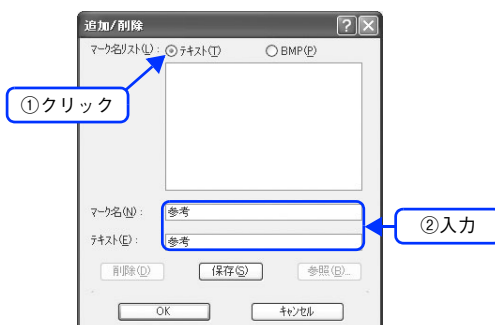 追加/削除
マーク名リスト(L): テキスト(T) BMP(P)
①クリック
マーク名(N): 参考
②入力
テキスト(E): 参考
削除(D) 保存(S) 参照(B)...
OK キャンセル